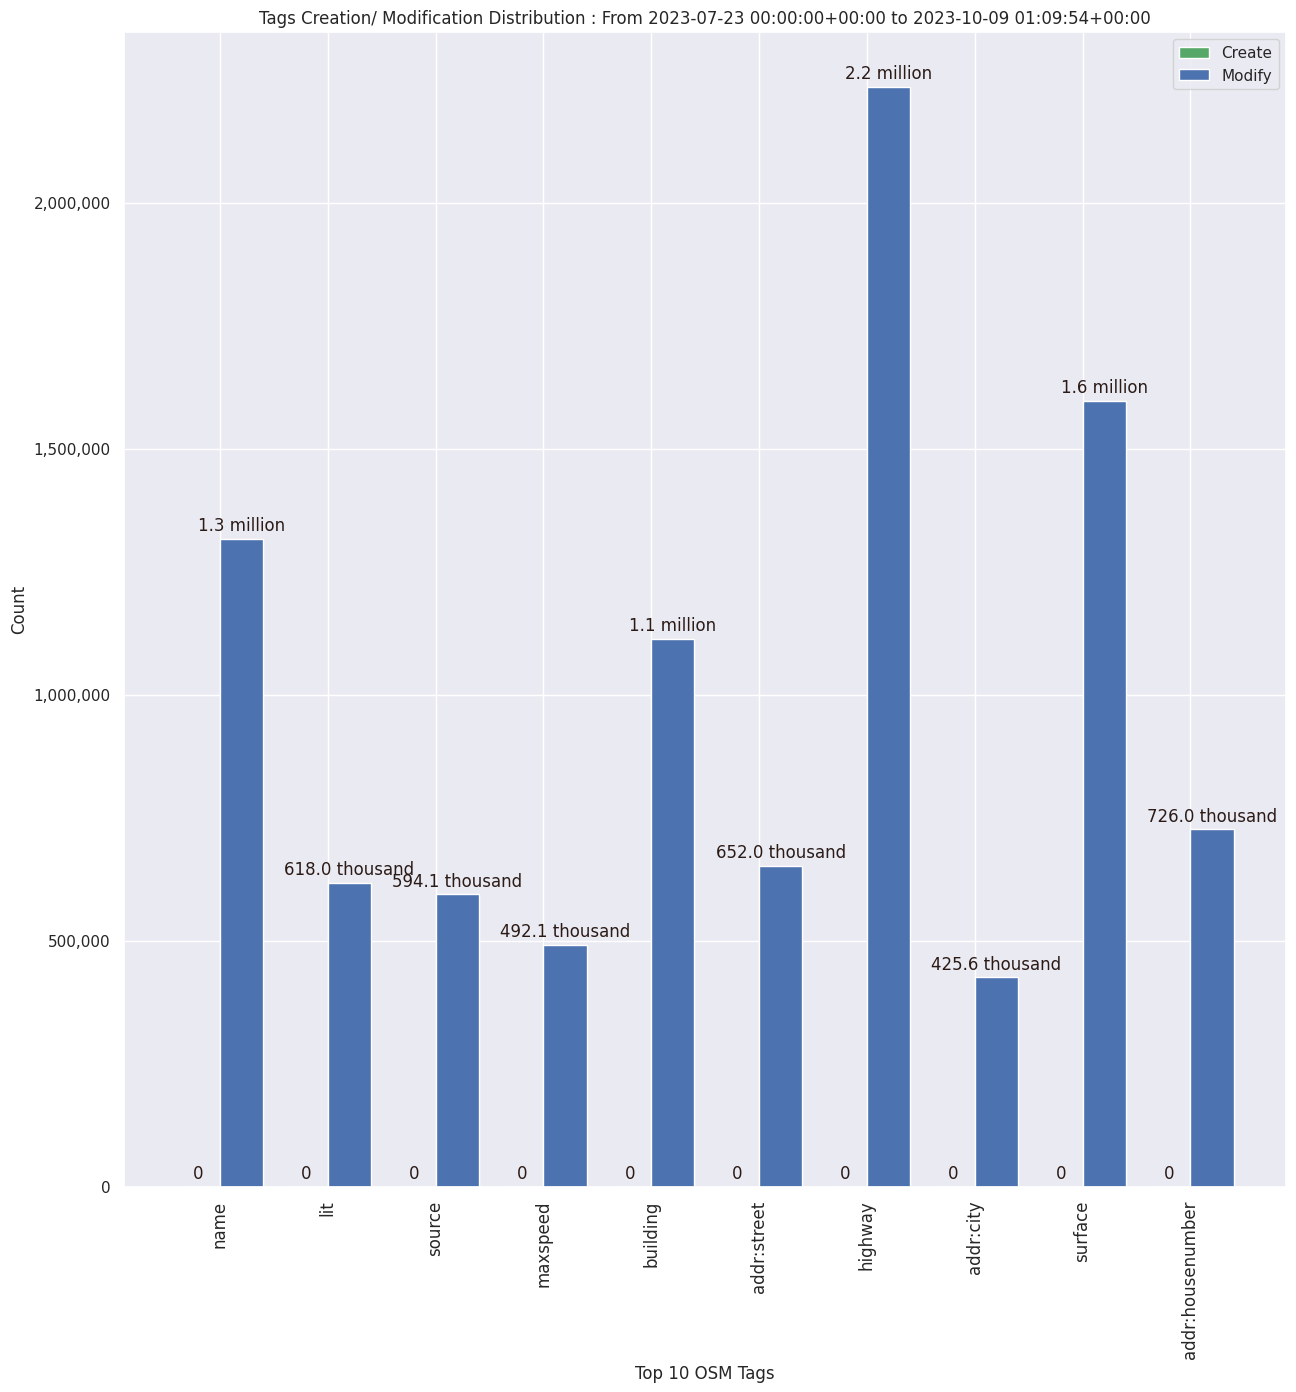 Tags Creation/ Modification Distribution : From 2023-07-23 00:00:00+00:00 to 2023-10-09 01:09:54+00:00
Create
Modify
2.2 million
2,000,000
1.6 million
1,500,000
1.3 million
1.1 million
1,000,000
726.0 thousand
652.0 thousand
618.0 thousand
594.1 thousand
500,000
492.1 thousand
425.6 thousand
0 0 0 0 0 0 0 0 0 0
0
Count
name
lit
source
maxspeed
building
addr:street
highway
addr:city
surface
addr:housenumber
Top 10 OSM Tags